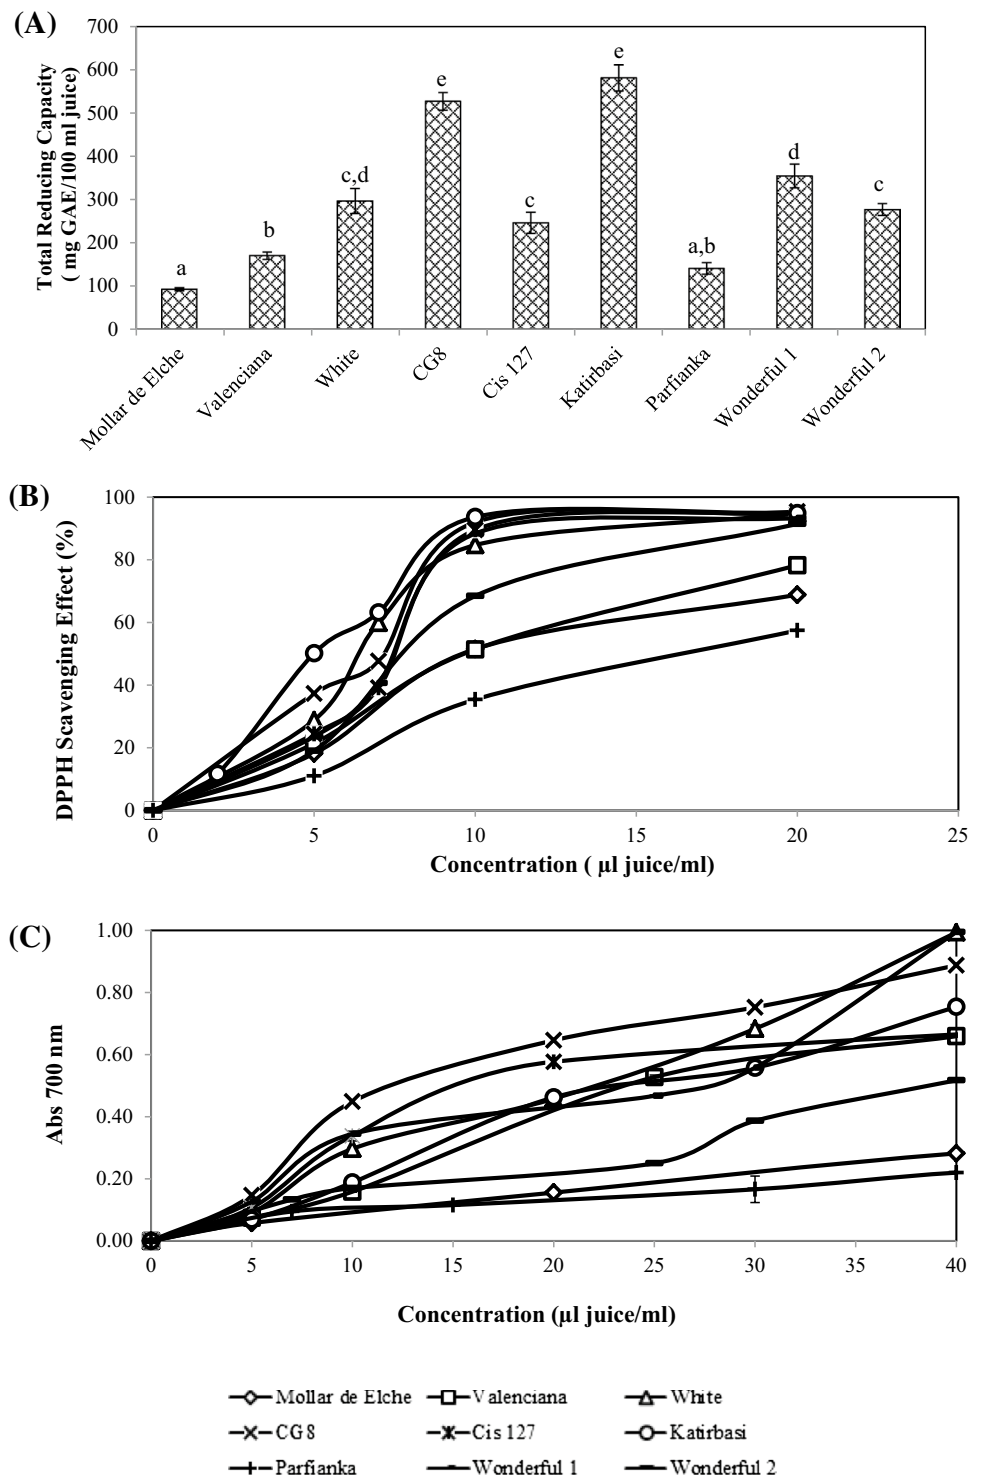 (A)
Total Reducing Capacity
( mg GAE/100 ml juice)
700
600
500
400
300
200
100
0
a
b
c,d
e
c
e
a,b
d
c
Mollar de Elche
Valenciana
White
CG8
Cis 127
Katirbasi
Parfianka
Wonderful 1
Wonderful 2
(B)
DPPH Scavenging Effect (%)
100
80
60
40
20
0
0 5 10 15 20 25
Concentration ( µl juice/ml)
(C)
Abs 700 nm
1.00
0.80
0.60
0.40
0.20
0.00
0 5 10 15 20 25 30 35 40
Concentration (µl juice/ml)
Mollar de Elche Valenciana White
CG8 Cis 127 Katirbasi
Parfianka Wonderful 1 Wonderful 2